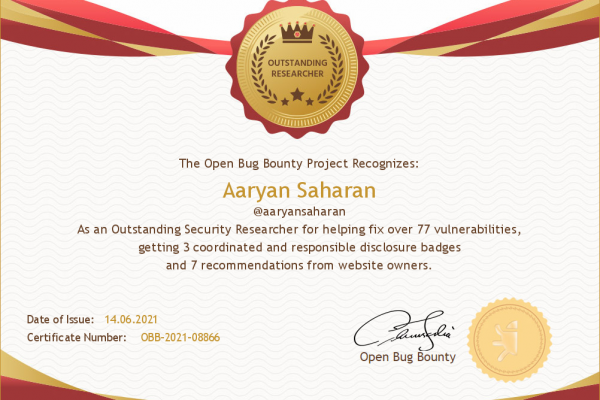 OUTSTANDING
RESEARCHER
The Open Bug Bounty Project Recognizes:
Aaryan Saharan
@aaryansaharan
As an Outstanding Security Researcher for helping fix over 77 vulnerabilities,
getting 3 coordinated and responsible disclosure badges
and 7 recommendations from website owners.
Date of Issue: 14.06.2021
Certificate Number: OBB-2021-08866
Open Bug Bounty